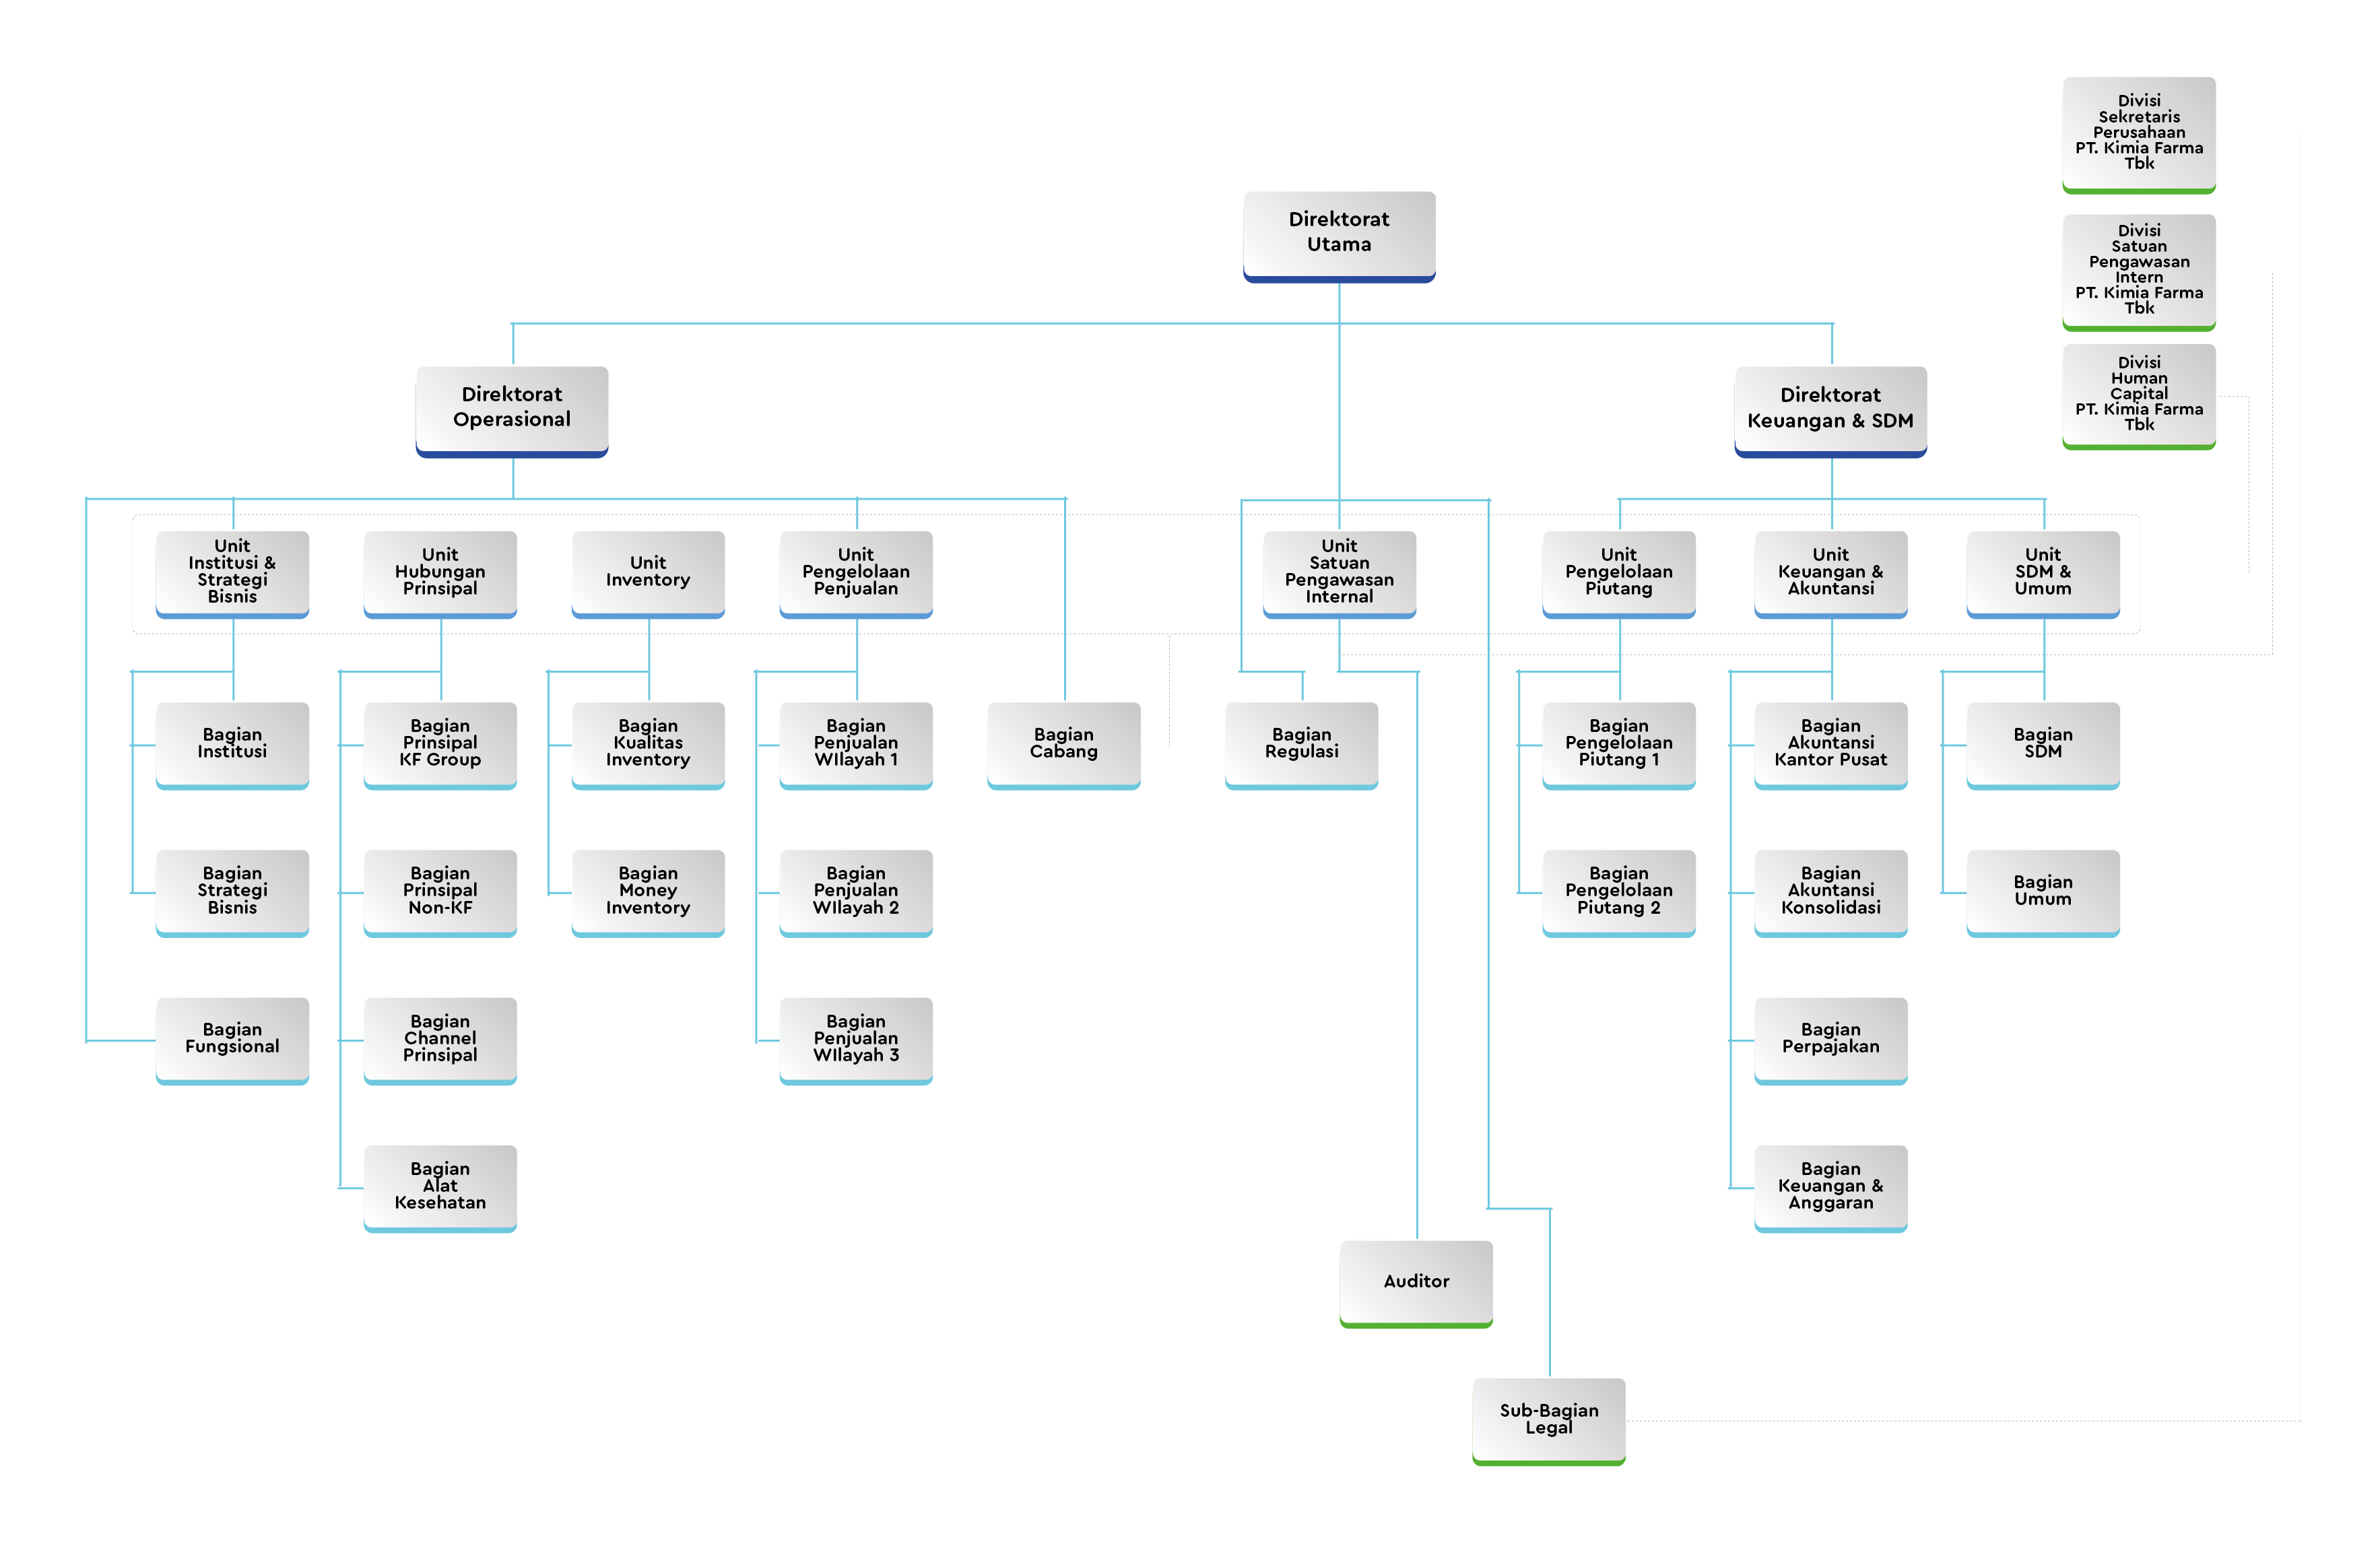 Divisi
Sekretaris
Perusahaan
PT. Kimia Farma
Tbk
Direktorat
Utama
Divisi
Satuan
Pengawasan
Intern
PT. Kimia Farma
Tbk
Divisi
Human
Capital
PT. Kimia Farma
Tbk
Direktorat
Operasional
Direktorat
Keuangan & SDM
Unit
Institusi &
Strategi
Bisnis
Unit
Hubungan
Prinsipal
Unit
Inventory
Unit
Pengelolaan
Penjualan
Unit
Satuan
Pengawasan
Internal
Unit
Pengelolaan
Piutang
Unit
Keuangan &
Akuntansi
Unit
SDM &
Umum
Bagian
Institusi
Bagian
Prinsipal
KF Group
Bagian
Kualitas
Inventory
Bagian
Penjualan
WIlayah 1
Bagian
Cabang
Bagian
Regulasi
Bagian
Pengelolaan
Piutang 1
Bagian
Akuntansi
Kantor Pusat
Bagian
SDM
Bagian
Strategi
Bisnis
Bagian
Prinsipal
Non-KF
Bagian
Money
Inventory
Bagian
Penjualan
WIlayah 2
Bagian
Pengelolaan
Piutang 2
Bagian
Akuntansi
Konsolidasi
Bagian
Umum
Bagian
Fungsional
Bagian
Channel
Prinsipal
Bagian
Penjualan
WIlayah 3
Bagian
Perpajakan
Bagian
Alat
Kesehatan
Bagian
Keuangan &
Anggaran
Auditor
Sub-Bagian
Legal